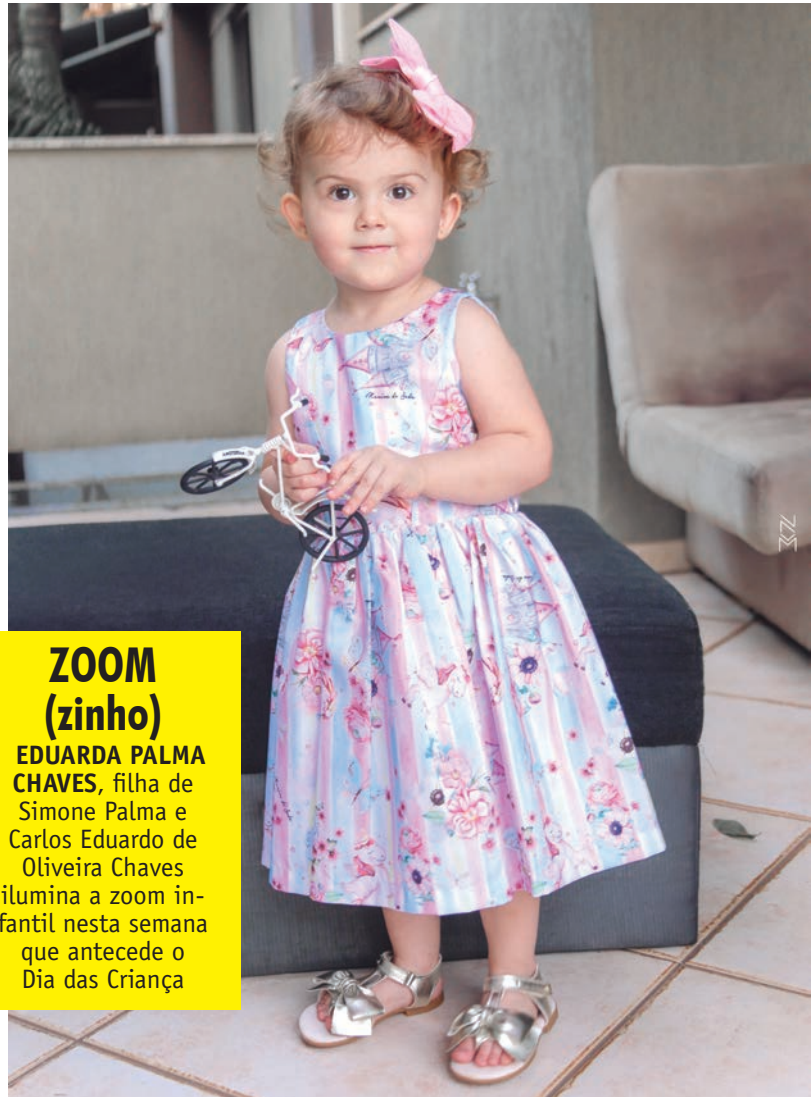 ZOOM
(zinho)
EDUARDA PALMA
CHAVES, filha de
Simone Palma e
Carlos Eduardo de
Oliveira Chaves
ilumina a zoom in-
fantil nesta semana
que antecede o
Dia das Criança